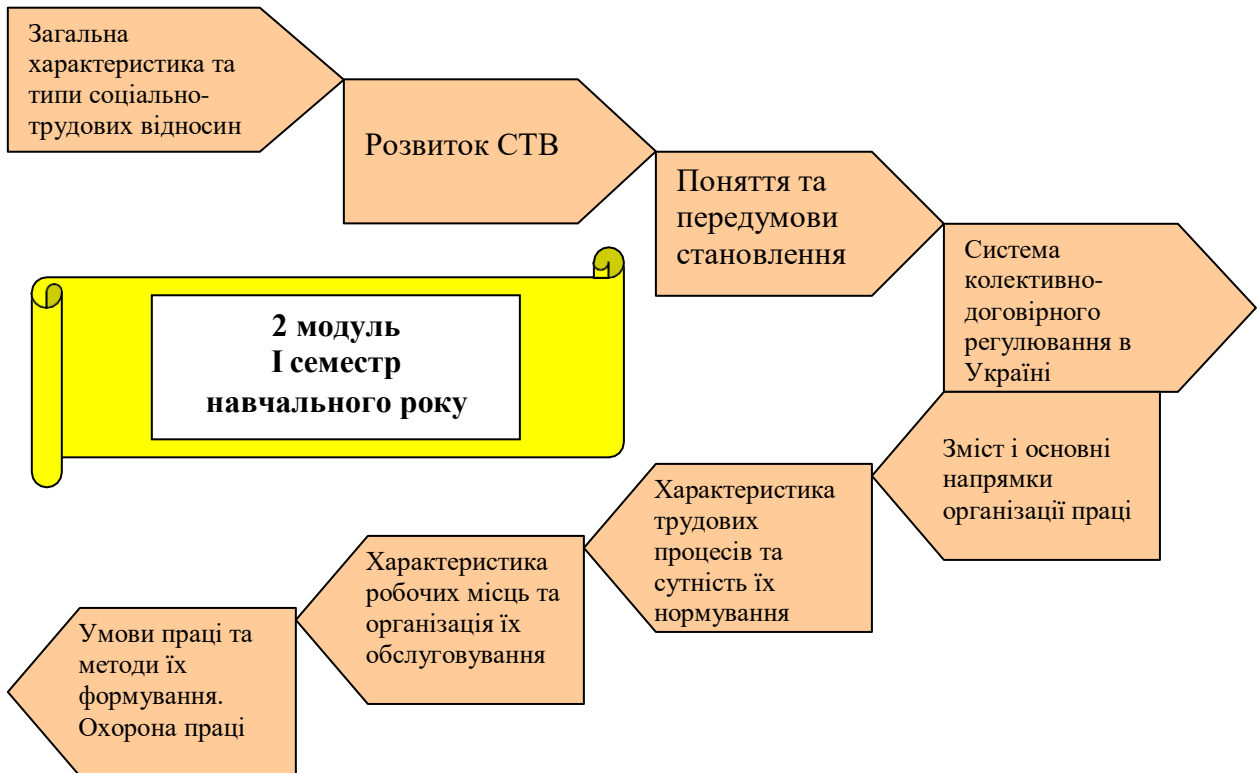 Загальна
характеристика та
типи соціально-
трудових відносин
Розвиток СТВ
Поняття та
передумови
становлення
Система
колективно-
договірного
регулювання в
Україні
2 модуль
І семестр
навчального року
Зміст і основні
напрямки
організації праці
Характеристика
трудових
процесів та
сутність їх
нормування
Характеристика
робочих місць та
організація їх
обслуговування
Умови праці та
методи їх
формування.
Охорона праці